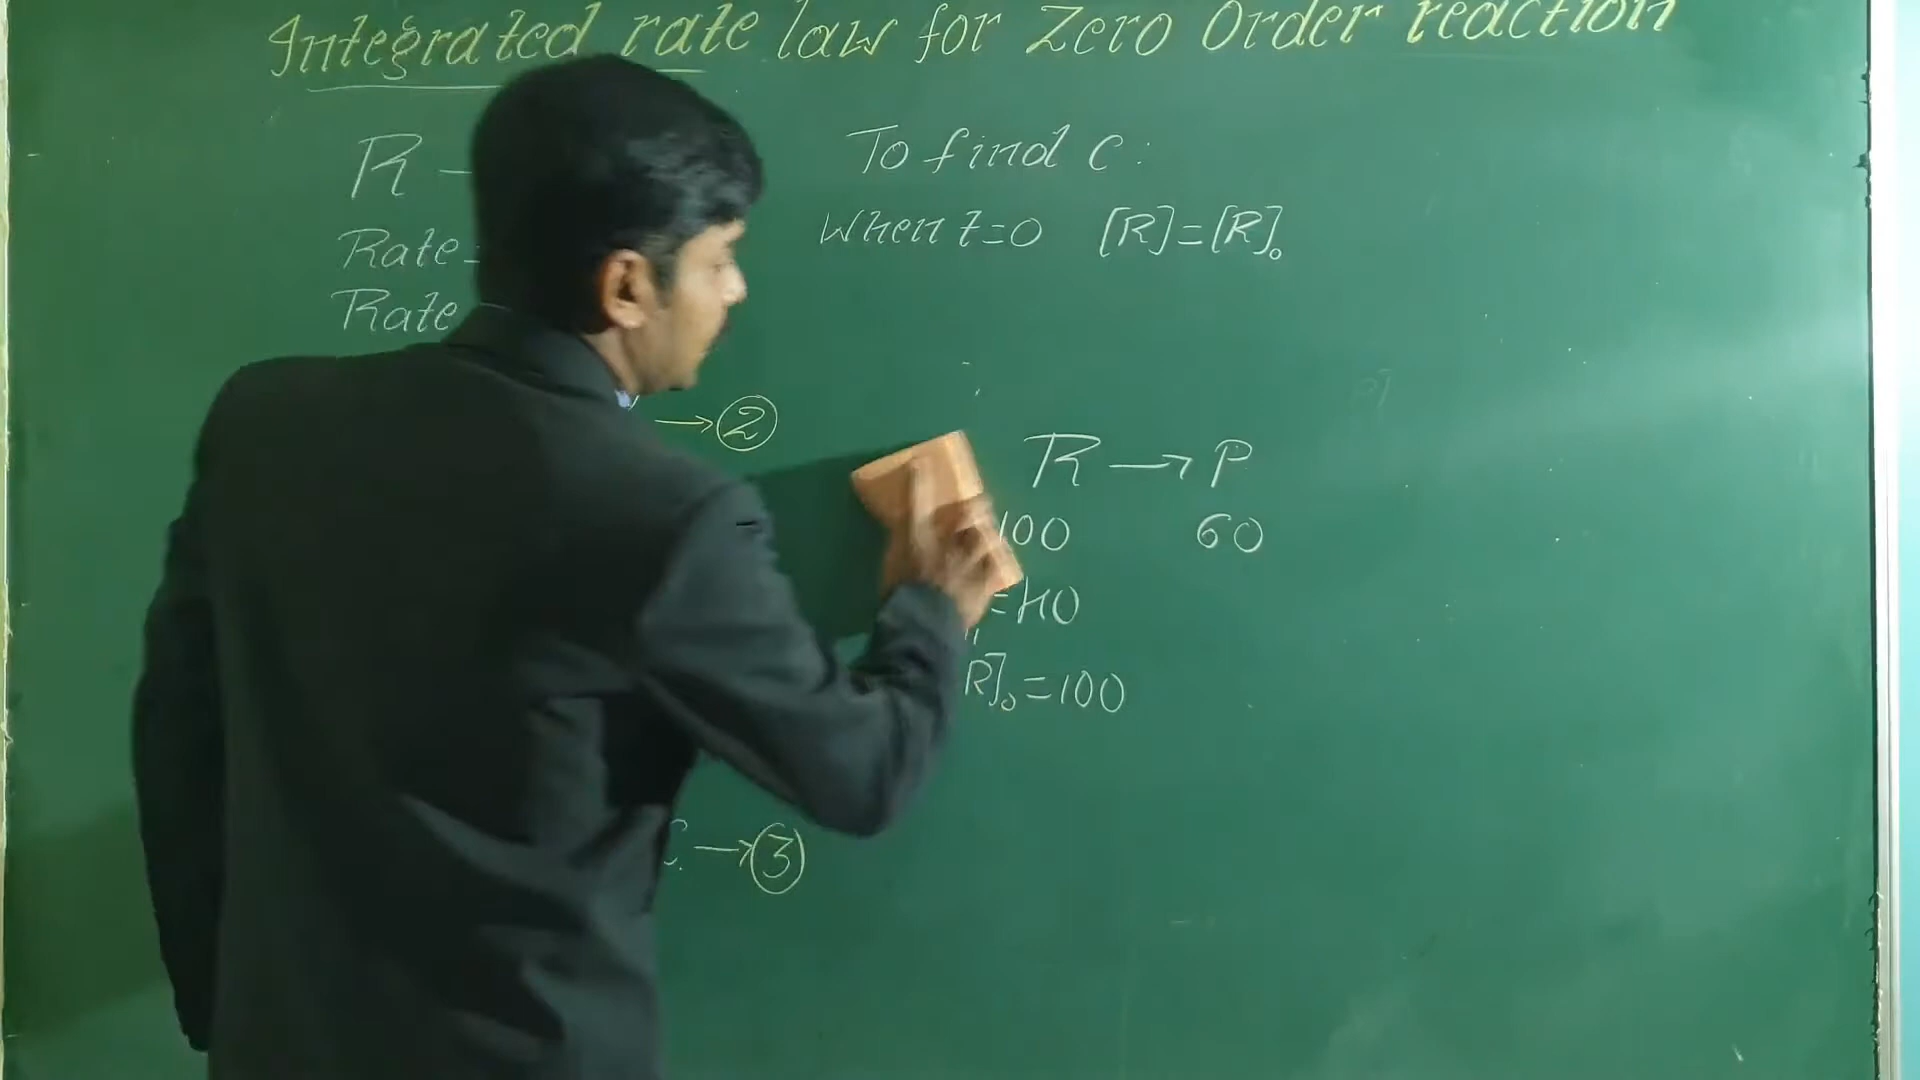 Integrated rate law for Zero Order reaction
R —
Rate =
Rate
→ ②
C → ③
To find C :
When t=0 [R]=[R]₀
R → P
100 60
=40
R]₀ =100